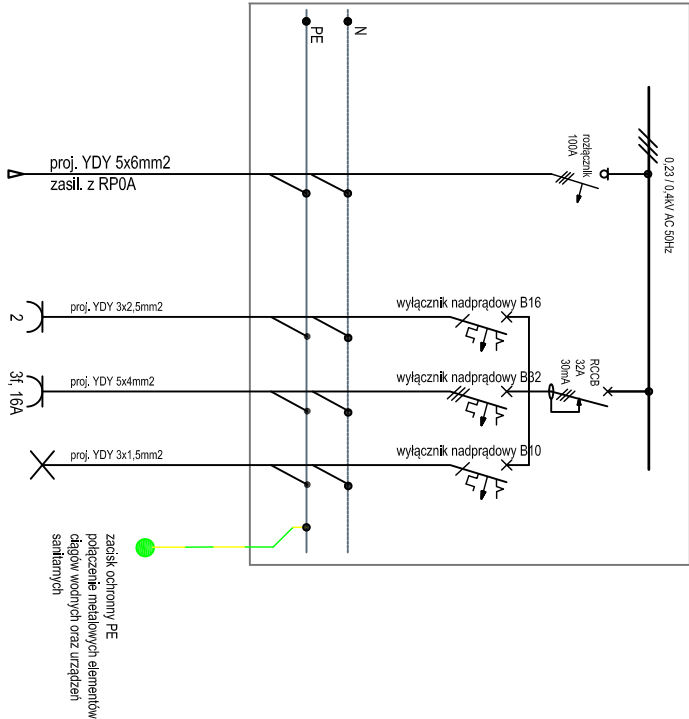 N
PE
0,23 / 0,4kV AC 50Hz
rozłącznik
100A
proj. YDY 5x6mm2
zasil. z RP0A
RCCB
32A
30mA
wyłącznik nadprądowy B16
proj. YDY 3x2,5mm2
2
wyłącznik nadprądowy B32
proj. YDY 5x4mm2
3f, 16A
wyłącznik nadprądowy B10
proj. YDY 3x1,5mm2
zacisk ochronny PE
połączenie metalowych elementów
ciągów wodnych oraz urządzeń
sanitarnych